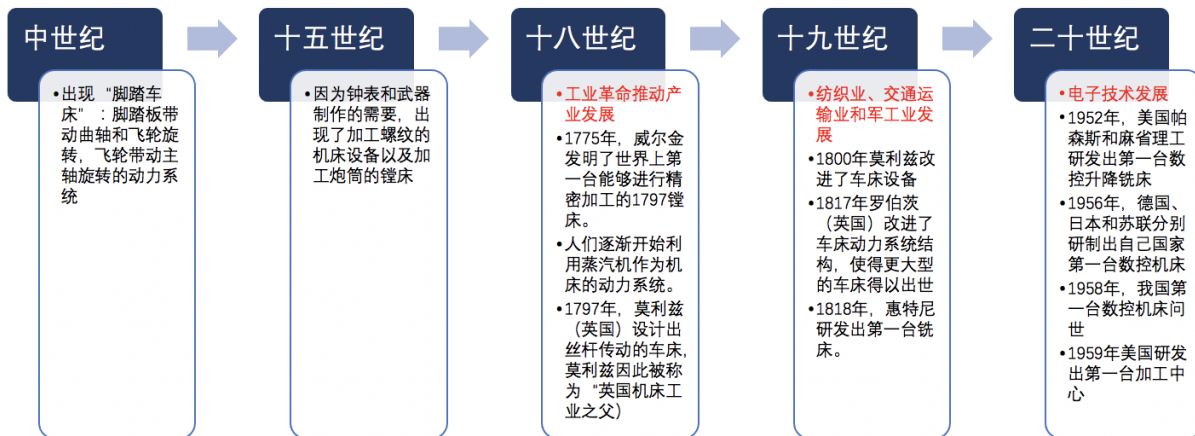 中世纪
•出现“脚踏车
床”：脚踏板带
动曲轴和飞轮旋
转，飞轮带动主
轴旋转的动力系
统
十五世纪
•因为钟表和武器
制作的需要，出
现了加工螺纹的
机床设备以及加
工炮筒的镗床
十八世纪
•工业革命推动产
业发展
•1775年，威尔金
发明了世界上第
一台能够进行精
密加工的1797镗
床。
•人们逐渐开始利
用蒸汽机作为机
床的动力系统。
•1797年，莫利兹
（英国）设计出
丝杆传动的车床，
莫利兹因此被称
为“英国机床工
业之父）
十九世纪
•纺织业、交通运
输业和军工业发
展
•1800年莫利兹改
进了车床设备
•1817年罗伯茨
（英国）改进了
车床动力系统结
构，使得更大型
的车床得以出世
•1818年，惠特尼
研发出第一台铣
床。
二十世纪
•电子技术发展
•1952年，美国帕
森斯和麻省理工
研发出第一台数
控升降铣床
•1956年，德国、
日本和苏联分别
研制出自己国家
第一台数控机床
•1958年，我国第
一台数控机床问
世
•1959年美国研发
出第一台加工中
心